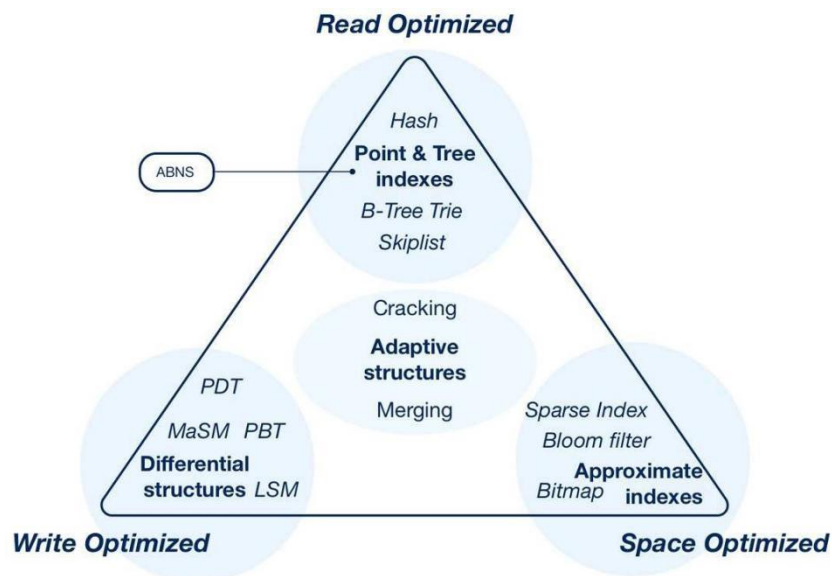 Read Optimized
Hash
Point & Tree
indexes
ABNS
B-Tree Trie
Skiplist
Cracking
Adaptive
structures
Merging
PDT
MaSM PBT
Differential
structures LSM
Sparse Index
Bloom filter
Approximate
Bitmap indexes
Write Optimized
Space Optimized